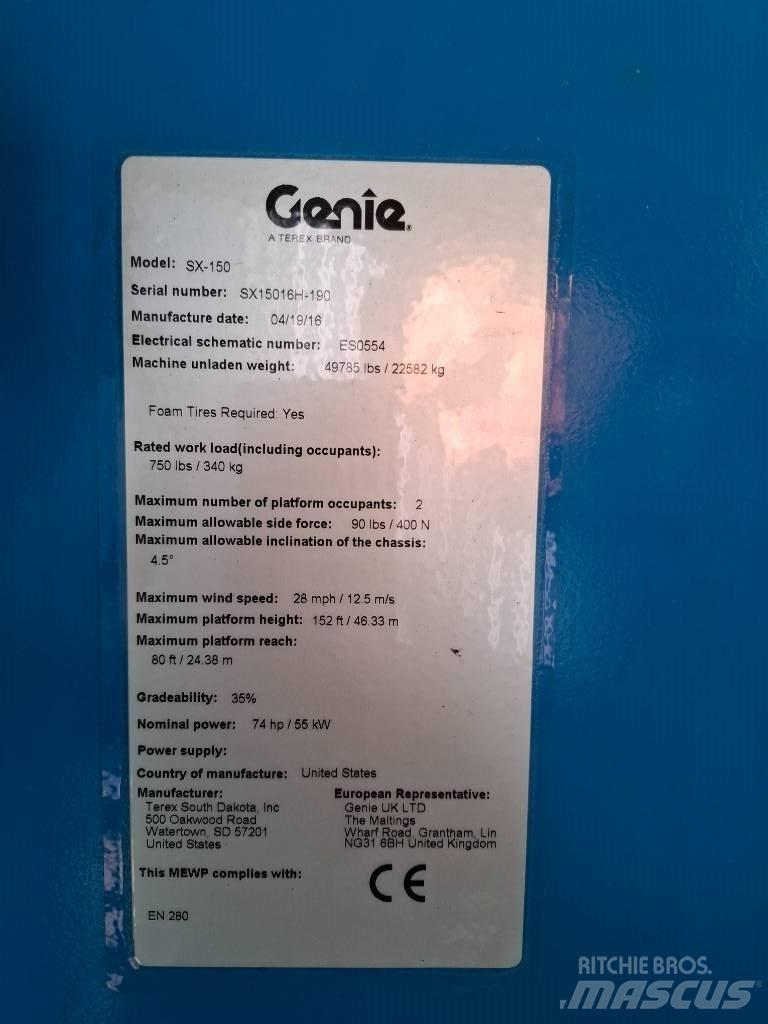 Genie
A TEREX BRAND
Model: SX-150
Serial number: SX15016H-190
Manufacture date: 04/19/16
Electrical schematic number: ES0554
Machine unladen weight: 49785 lbs / 22582 kg
Foam Tires Required: Yes
Rated work load(including occupants):
750 lbs / 340 kg
Maximum number of platform occupants: 2
Maximum allowable side force: 90 lbs / 400 N
Maximum allowable inclination of the chassis:
4.5°
Maximum wind speed: 28 mph / 12.5 m/s
Maximum platform height: 152 ft / 46.33 m
Maximum platform reach:
80 ft / 24.38 m
Gradeability: 35%
Nominal power: 74 hp / 55 kW
Power supply:
Country of manufacture: United States
Manufacturer:
Terex South Dakota, Inc
500 Oakwood Road
Watertown, SD 57201
United States
European Representative:
Genie UK LTD
The Maltings
Wharf Road, Grantham, Lin
NG31 6BH United Kingdom
This MEWP complies with:
CE
EN 280
RITCHIE BROS.
MASCUS